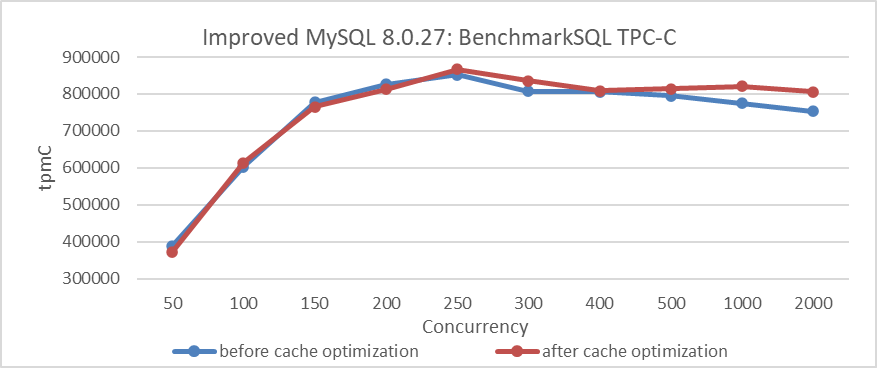 Improved MySQL 8.0.27: BenchmarkSQL TPC-C
900000
800000
700000
600000
500000
400000
300000
tpmC
50 100 150 200 250 300 400 500 1000 2000
Concurrency
before cache optimization after cache optimization